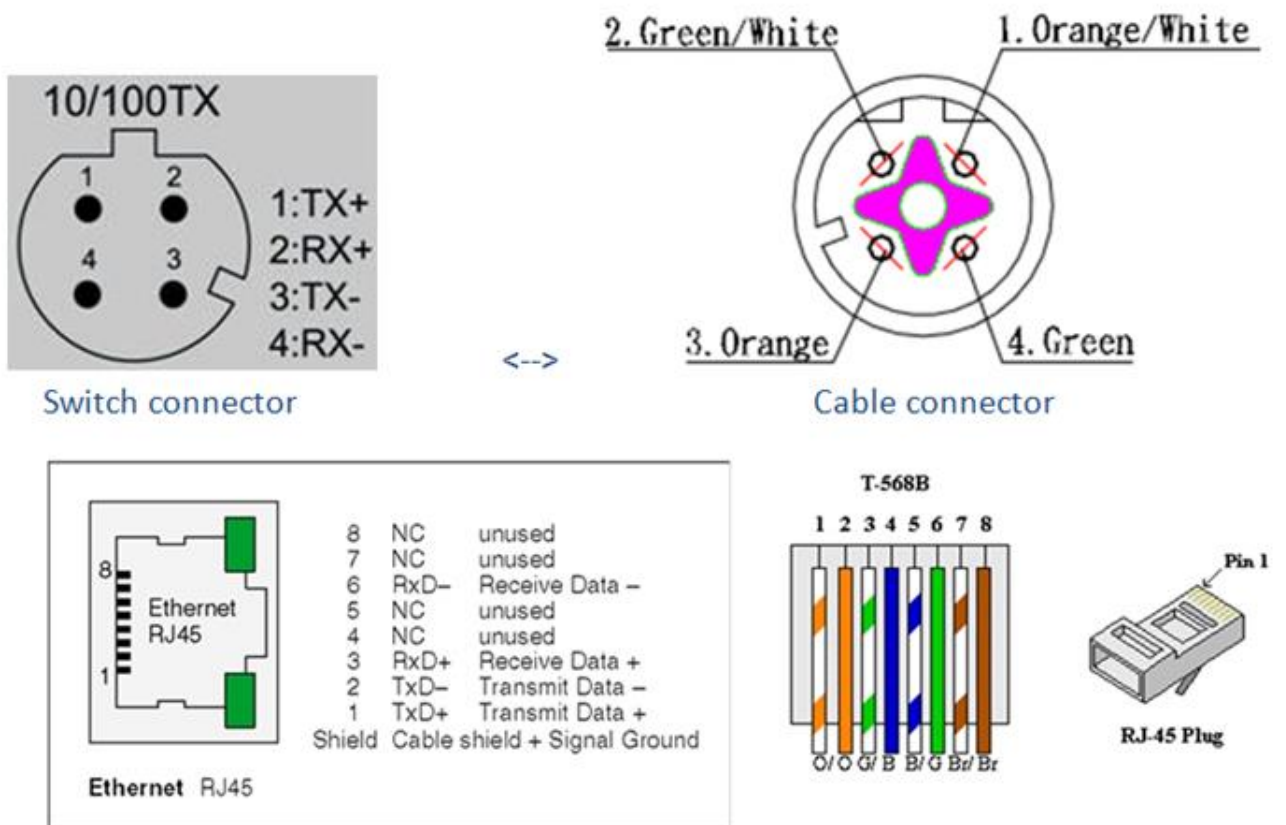 2.Green/White
1.Orange/White
10/100TX
1
2
4
3
1:TX+
2:RX+
3:TX-
4:RX-
3.Orange
4.Green
<-->
Switch connector
Cable connector
8
1
Ethernet
RJ45
8 NC unused
7 NC unused
6 RxD– Receive Data –
5 NC unused
4 NC unused
3 RxD+ Receive Data +
2 TxD– Transmit Data –
1 TxD+ Transmit Data +
Shield Cable shield + Signal Ground
Ethernet RJ45
T-568B
1 2 3 4 5 6 7 8
O/ O G/ B B/ G Br/ Br
Pin 1
RJ-45 Plug